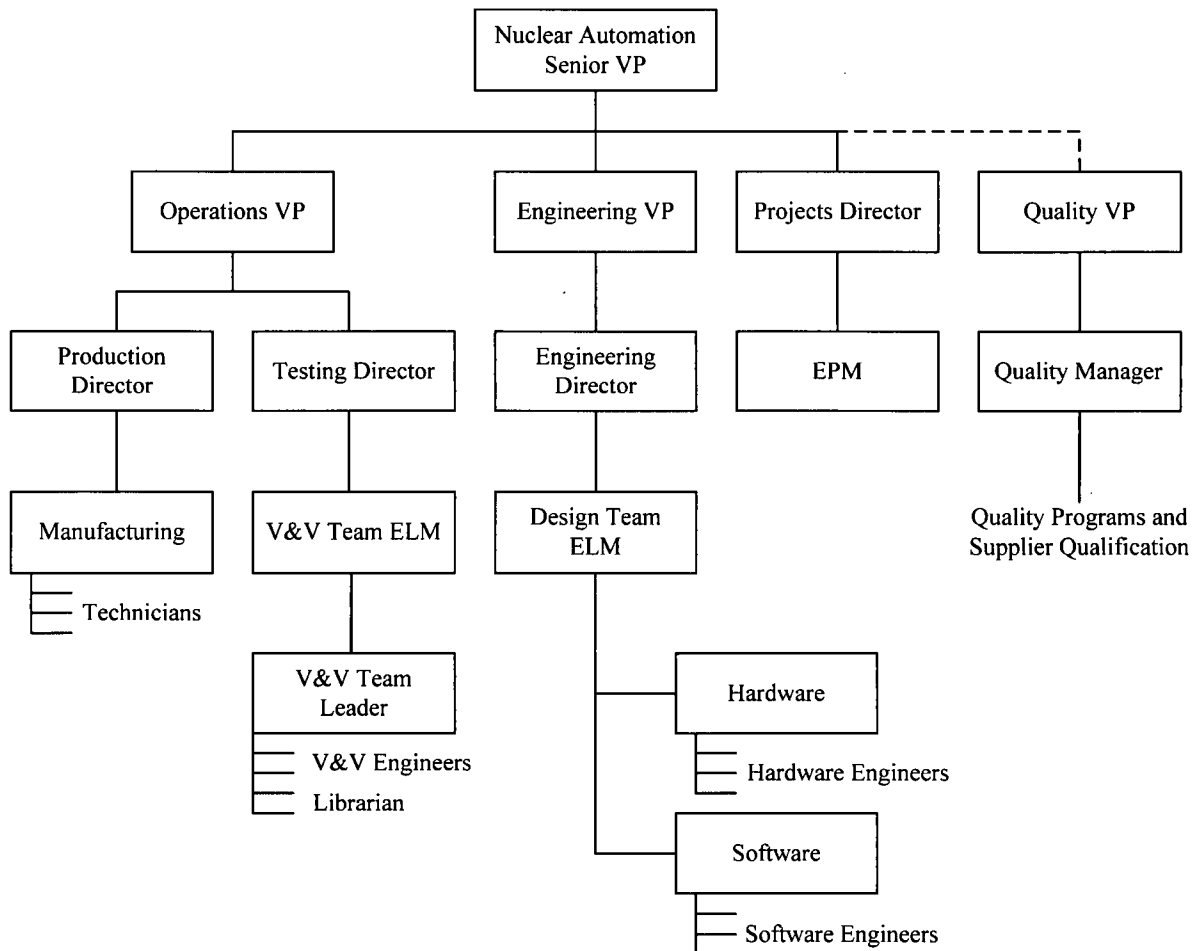 Nuclear Automation
Senior VP
Operations VP
Engineering VP
Projects Director
Quality VP
Production
Director
Testing Director
Engineering
Director
EPM
Quality Manager
Manufacturing
V&V Team ELM
Design Team
ELM
Quality Programs and
Supplier Qualification
Technicians
V&V Team
Leader
Hardware
V&V Engineers
Hardware Engineers
Librarian
Software
Software Engineers